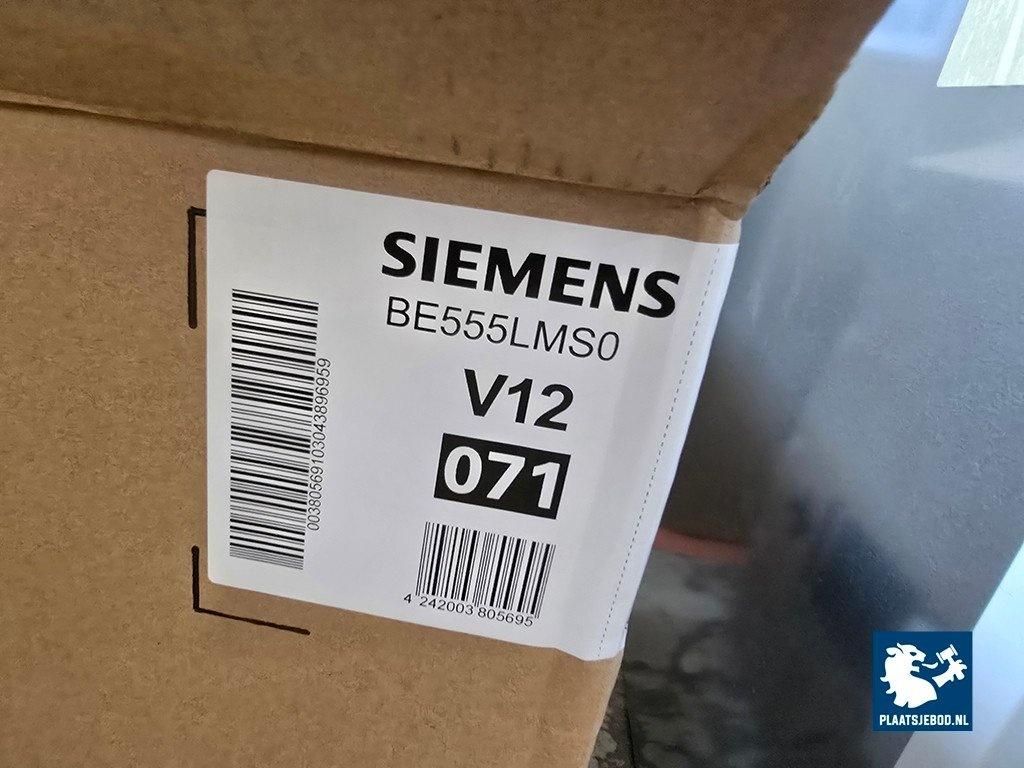 SIEMENS
BE555LMS0
V12
071
00380569103043896959
4 242003 805695
PLAATSJEBOD.NL